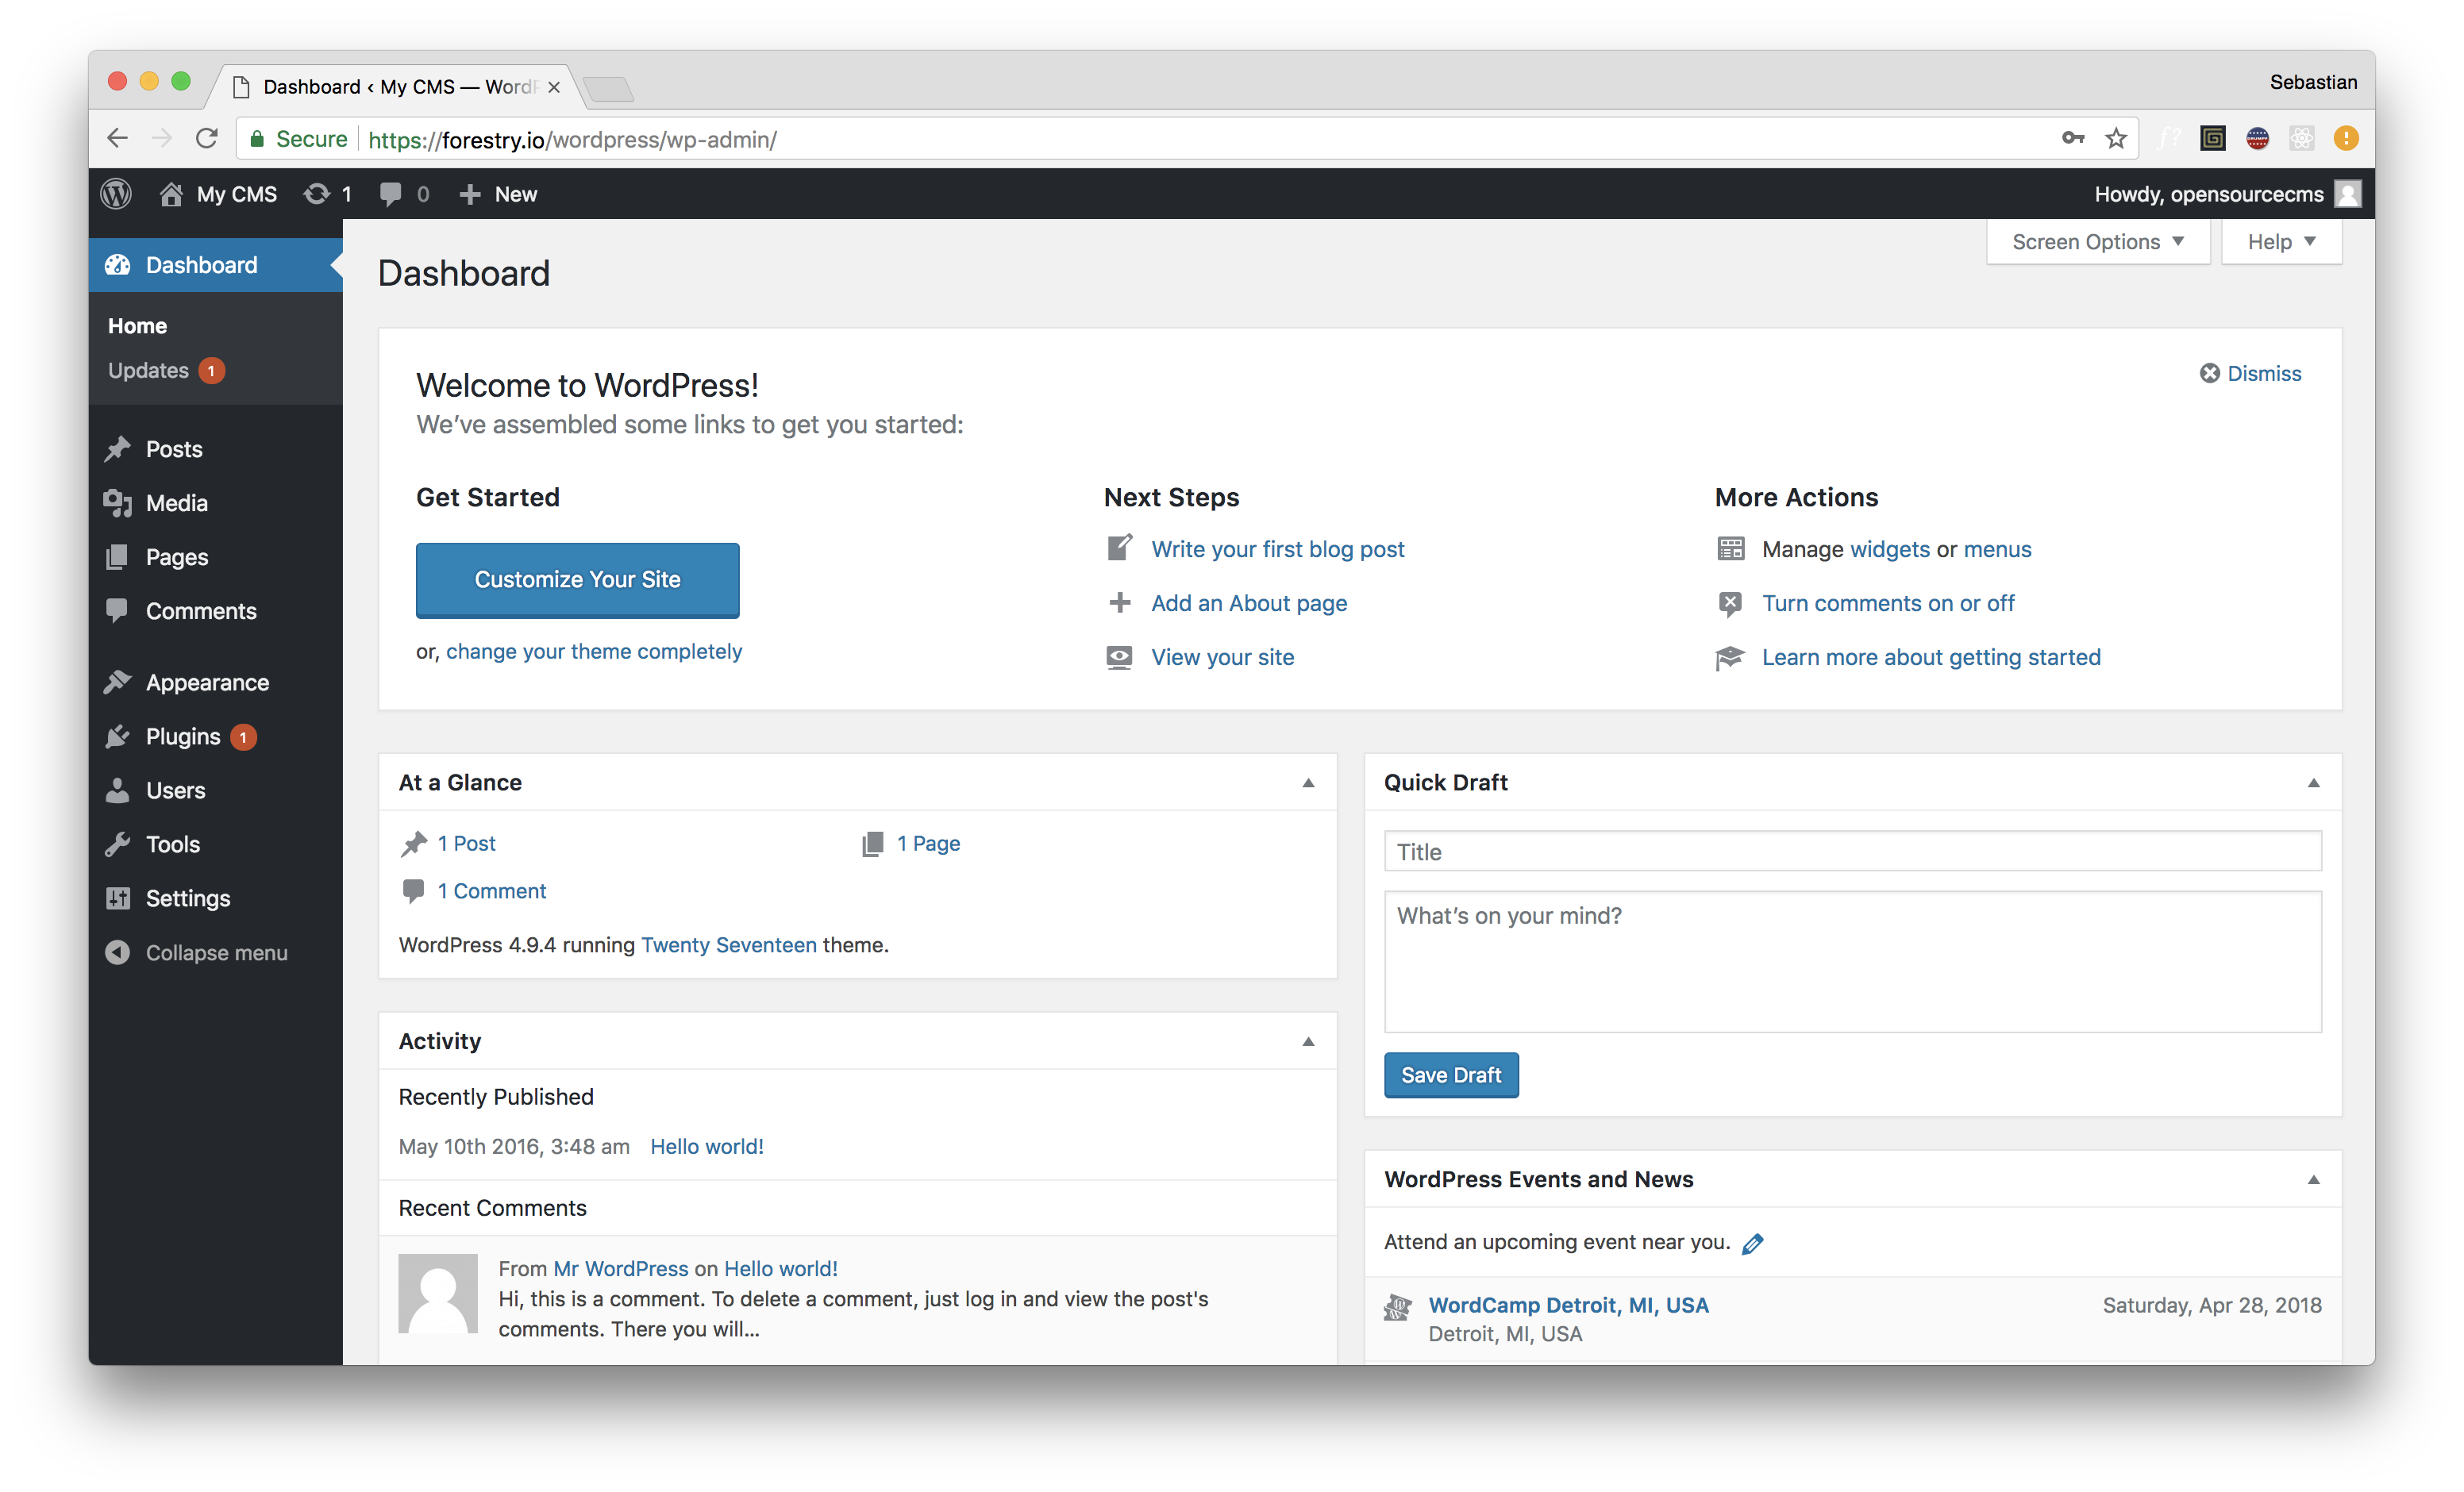 Dashboard ‹ My CMS — WordP
Sebastian
Secure https://forestry.io/wordpress/wp-admin/
My CMS 1 0 New
Howdy, opensourcecms
Dashboard
Home
Updates 1
Posts
Media
Pages
Comments
Appearance
Plugins 1
Users
Tools
Settings
Collapse menu
Screen Options
Help
Dashboard
Welcome to WordPress!
We’ve assembled some links to get you started:
Dismiss
Get Started
Customize Your Site
or, change your theme completely
Next Steps
Write your first blog post
Add an About page
View your site
More Actions
Manage widgets or menus
Turn comments on or off
Learn more about getting started
At a Glance
1 Post
1 Page
1 Comment
WordPress 4.9.4 running Twenty Seventeen theme.
Activity
Recently Published
May 10th 2016, 3:48 am Hello world!
Recent Comments
From Mr WordPress on Hello world!
Hi, this is a comment. To delete a comment, just log in and view the post's
comments. There you will...
Quick Draft
Title
What’s on your mind?
Save Draft
WordPress Events and News
Attend an upcoming event near you.
WordCamp Detroit, MI, USA
Saturday, Apr 28, 2018
Detroit, MI, USA